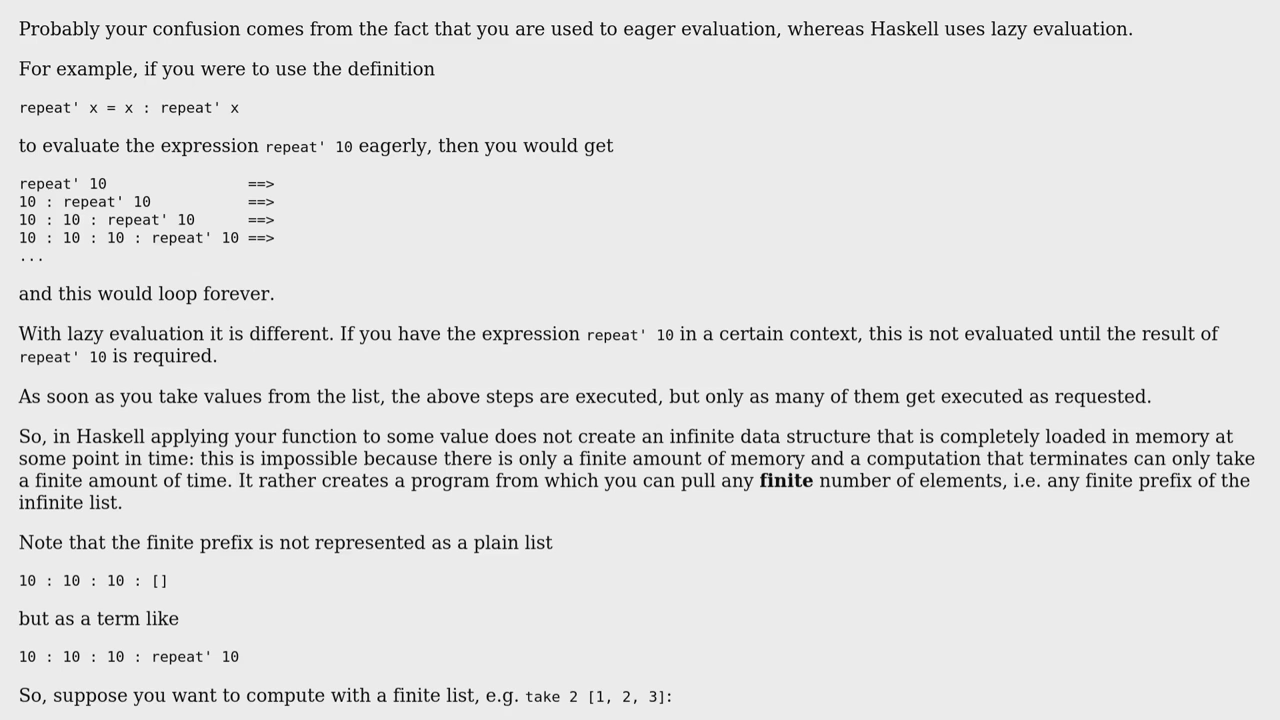 Probably your confusion comes from the fact that you are used to eager evaluation, whereas Haskell uses lazy evaluation.
For example, if you were to use the definition
repeat' x = x : repeat' x
to evaluate the expression repeat' 10 eagerly, then you would get
repeat' 10                ==>
10 : repeat' 10           ==>
10 : 10 : repeat' 10      ==>
10 : 10 : 10 : repeat' 10 ==>
...
and this would loop forever.
With lazy evaluation it is different. If you have the expression repeat' 10 in a certain context, this is not evaluated until the result of
repeat' 10 is required.
As soon as you take values from the list, the above steps are executed, but only as many of them get executed as requested.
So, in Haskell applying your function to some value does not create an infinite data structure that is completely loaded in memory at
some point in time: this is impossible because there is only a finite amount of memory and a computation that terminates can only take
a finite amount of time. It rather creates a program from which you can pull any finite number of elements, i.e. any finite prefix of the
infinite list.
Note that the finite prefix is not represented as a plain list
10 : 10 : 10 : []
but as a term like
10 : 10 : 10 : repeat' 10
So, suppose you want to compute with a finite list, e.g. take 2 [1, 2, 3]: